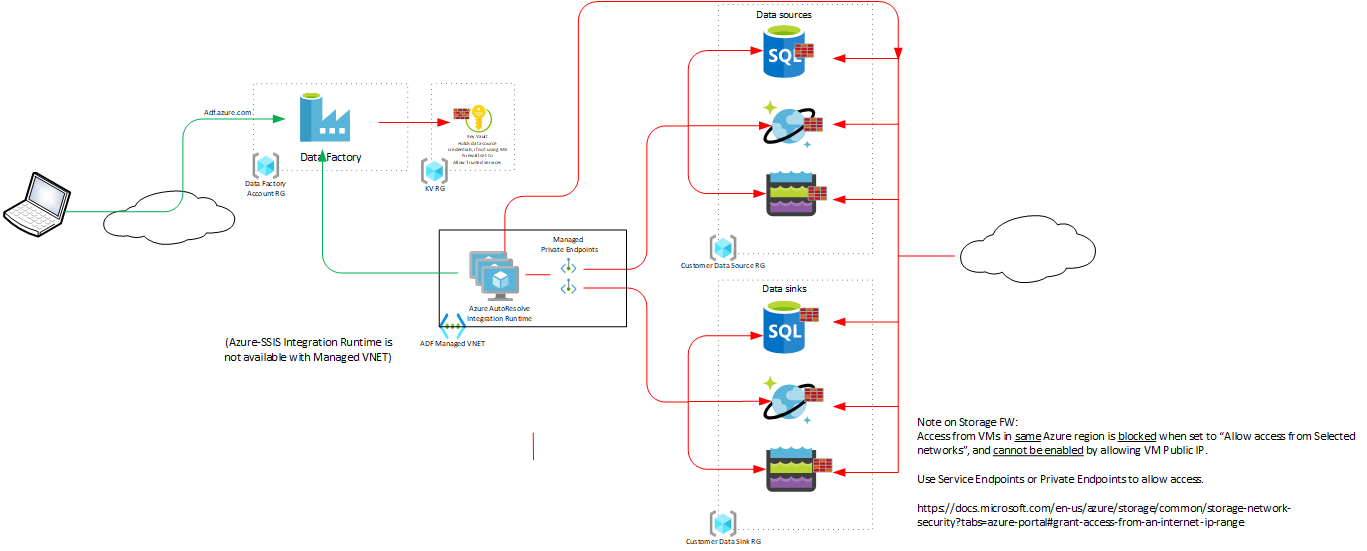 Data sources
SQL
Adf.azure.com
Data Factory
Key Vault
Holds data source
credentials, if not using MSI
Firewall set to
Allow Trusted Services
Data Factory
Account RG
KV RG
Managed
Private Endpoints
Customer Data Source RG
Data sinks
SQL
Azure AutoResolve
Integration Runtime
ADF Managed VNET
(Azure-SSIS Integration Runtime is
not available with Managed VNET)
Note on Storage FW:
Access from VMs in same Azure region is blocked when set to “Allow access from Selected
networks”, and cannot be enabled by allowing VM Public IP.
Use Service Endpoints or Private Endpoints to allow access.
https://docs.microsoft.com/en-us/azure/storage/common/storage-network-
security?tabs=azure-portal#grant-access-from-an-internet-ip-range
Customer Data Sink RG